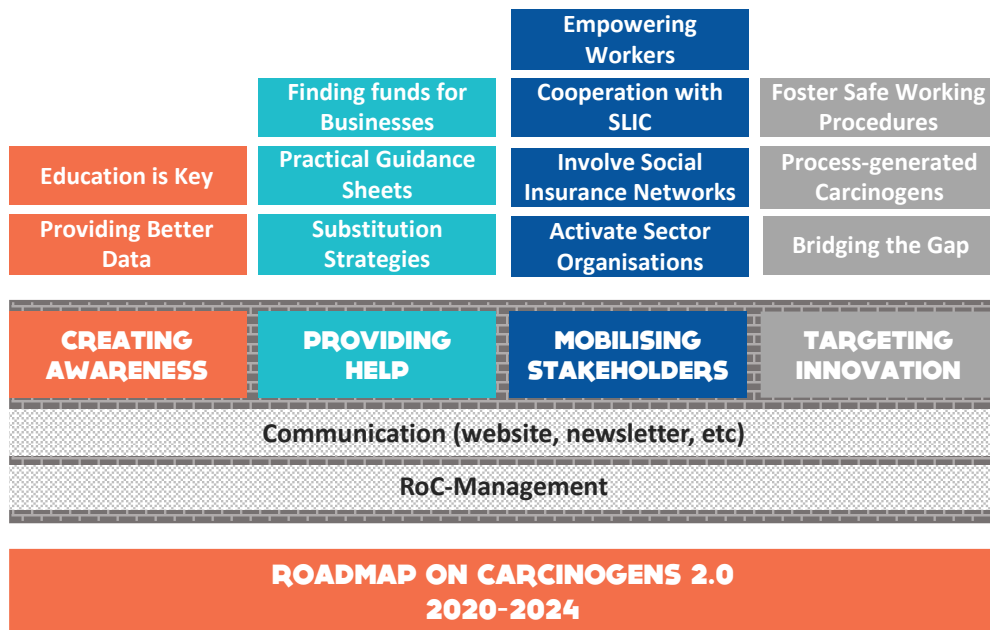 Empowering
Workers
Finding funds for
Businesses
Cooperation with
SLIC
Foster Safe Working
Procedures
Education is Key
Practical Guidance
Sheets
Involve Social
Insurance Networks
Process-generated
Carcinogens
Providing Better
Data
Substitution
Strategies
Activate Sector
Organisations
Bridging the Gap
CREATING
AWARENESS
PROVIDING
HELP
MOBILISING
STAKEHOLDERS
TARGETING
INNOVATION
Communication (website, newsletter, etc)
RoC-Management
ROADMAP ON CARCINOGENS 2.0
2020-2024